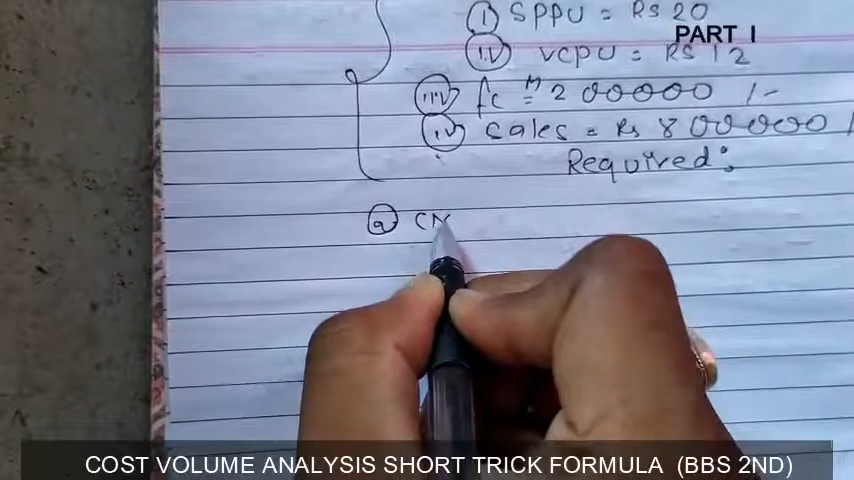 (i) SPPU = Rs 20
PART I
(ii) VCPU = Rs 12
(iii) fc = 200000 /-
(iv) Sales = Rs 800000 /
Required:
(a) CM
COST VOLUME ANALYSIS SHORT TRICK FORMULA (BBS 2ND)